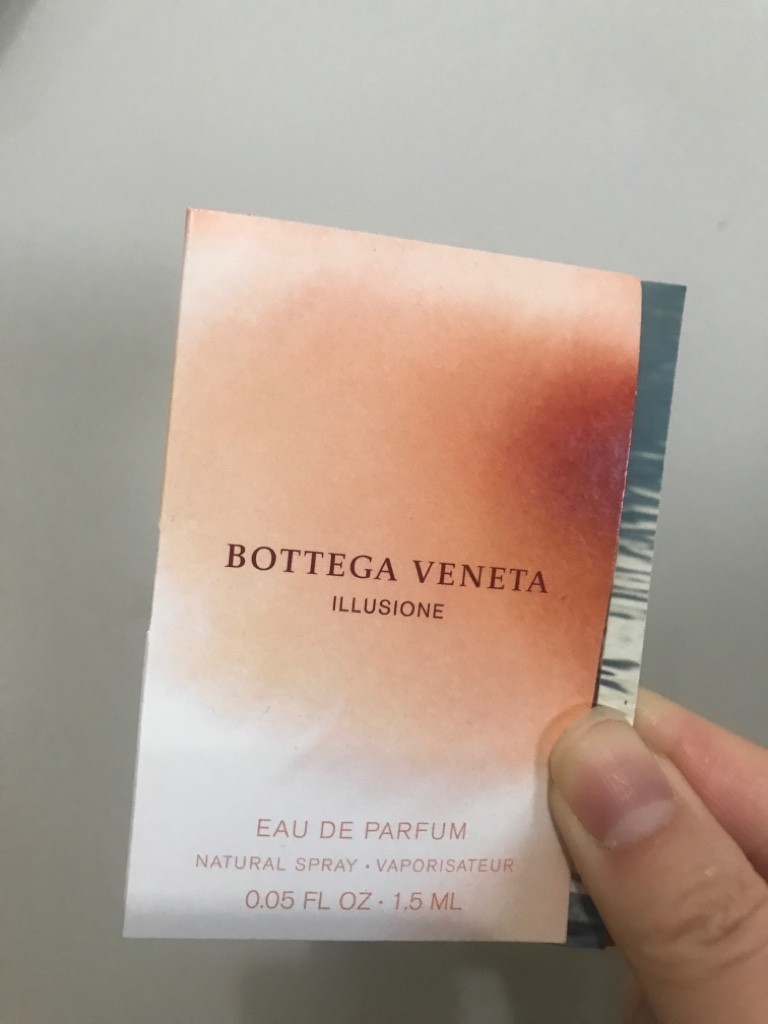 BOTTEGA VENETA
ILLUSIONE
EAU DE PARFUM
NATURAL SPRAY · VAPORISATEUR
0.05 FL OZ · 1.5 ML